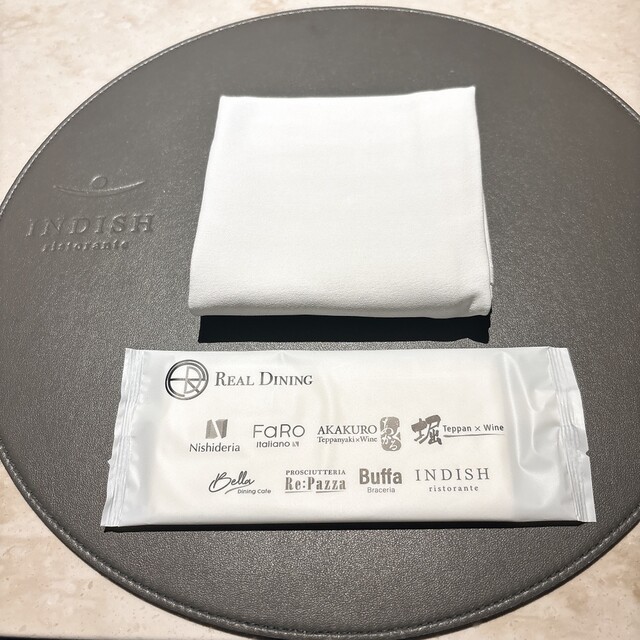 INDISH
ristorante
REAL DINING
Nishideria
FaRo
Italiano
AKAKURO
Teppanyaki×Wine
堀 Teppan × Wine
Bella
Dining Cafe
PROSCIUTTERIA
Re:Pazza
Buffa
Braceria
INDISH
ristorante